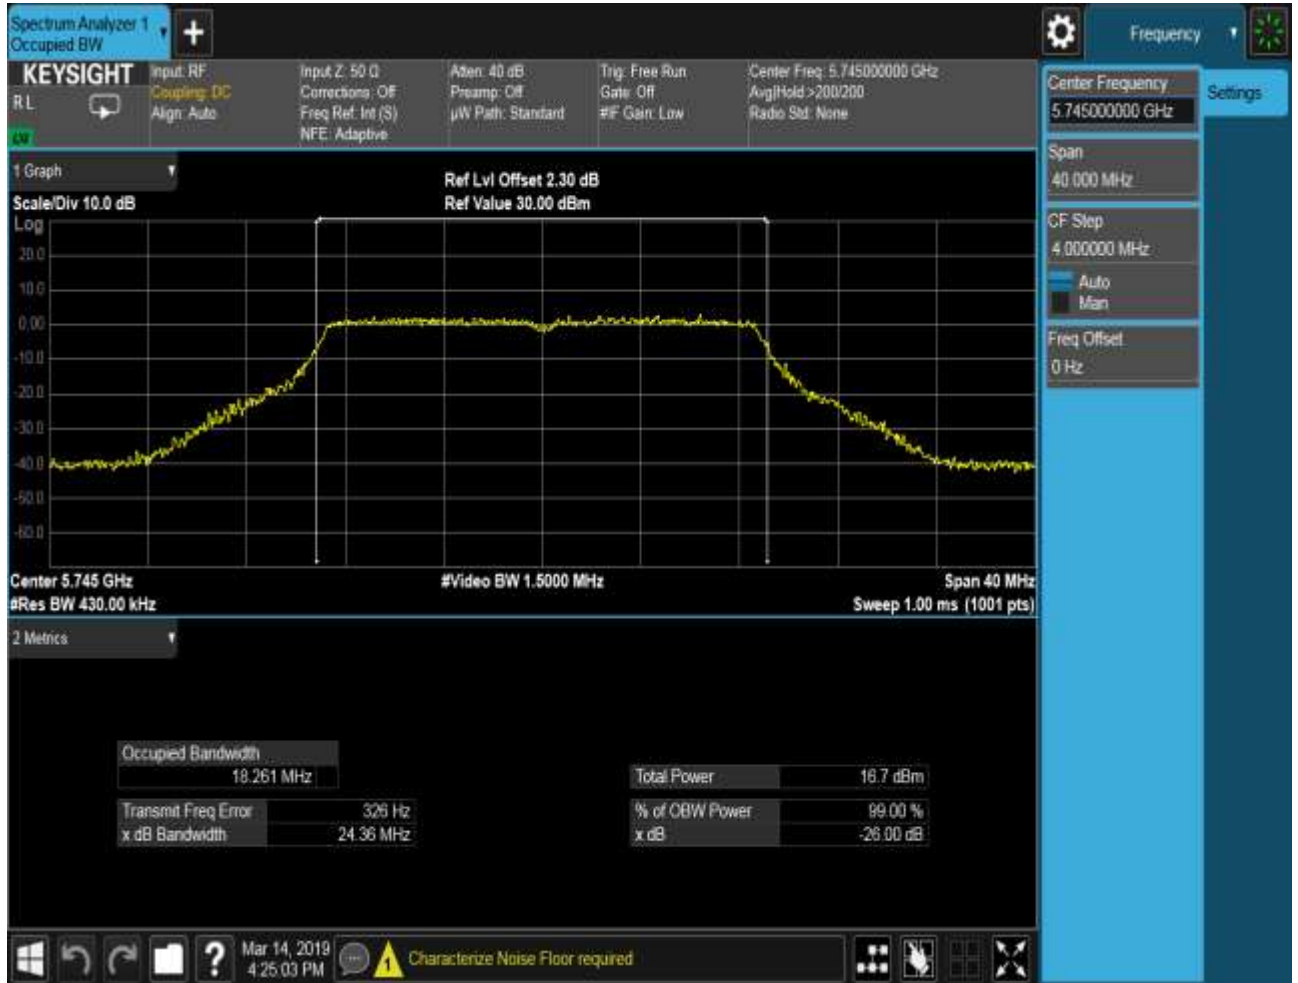 Spectrum Analyzer 1
Occupied BW
Frequency
KEYSIGHT
RL
Input: RF
Coupling: DC
Align: Auto
Input Z: 50 Ω
Corrections: Off
Freq Ref: Int (S)
NFE: Adaptive
Atten: 40 dB
Preamp: Off
µW Path: Standard
Trig: Free Run
Gate: Off
#IF Gain: Low
Center Freq: 5.745000000 GHz
Avg|Hold >200/200
Radio Std: None
Center Frequency
5.745000000 GHz
Settings
Span
40.000 MHz
CF Step
4.000000 MHz
Auto
Man
Freq Offset
0 Hz
1 Graph
Scale/Div 10.0 dB
Ref Lvl Offset 2.30 dB
Ref Value 30.00 dBm
Log
20.0
10.0
0.00
-10.0
-20.0
-30.0
-40.0
-50.0
-60.0
Center 5.745 GHz
#Video BW 1.5000 MHz
Span 40 MHz
#Res BW 430.00 kHz
Sweep 1.00 ms (1001 pts)
2 Metrics
Occupied Bandwidth
18.261 MHz
Total Power 16.7 dBm
Transmit Freq Error 326 Hz
% of OBW Power 99.00 %
x dB Bandwidth 24.36 MHz
x dB -26.00 dB
Mar 14, 2019
4:25:03 PM
1
Characterize Noise Floor required